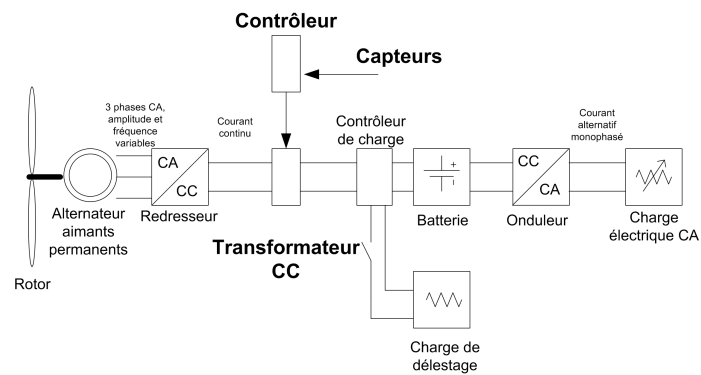 Contrôleur
Capteurs
3 phases CA,
amplitude et
fréquence
variables
Courant
continu
Contrôleur
de charge
Courant
alternatif
monophasé
CA
CC
+
-
CC
CA
Alternateur
aimants
permanents
Redresseur
Batterie
Onduleur
Charge
électrique CA
Transformateur
CC
Rotor
Charge de
délestage